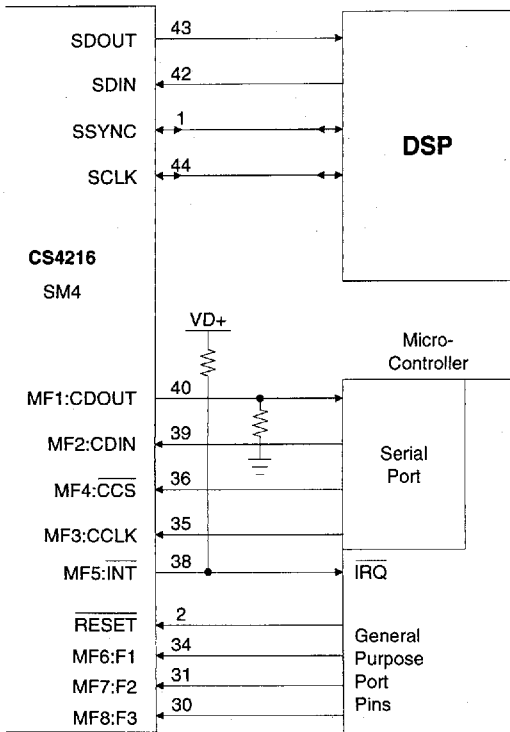 SDOUT 43
SDIN 42
SSYNC 1
SCLK 44
DSP
CS4216
SM4
VD+
Micro-
Controller
MF1:CDOUT 40
MF2:CDIN 39
MF4:CCS 36
MF3:CCLK 35
MF5:INT 38
Serial
Port
IRQ
RESET 2
MF6:F1 34
MF7:F2 31
MF8:F3 30
General
Purpose
Port
Pins